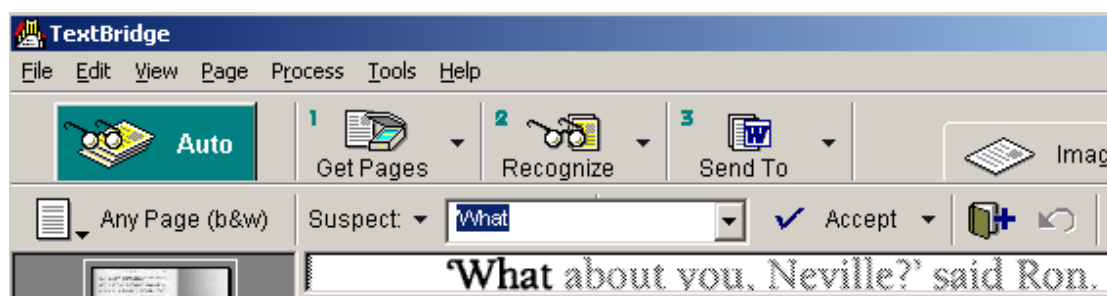 TextBridge
File Edit View Page Process Tools Help
Auto 1 Get Pages 2 Recognize 3 Send To
Any Page (b&w) Suspect: 'What Accept
'What about you, Neville?' said Ron.